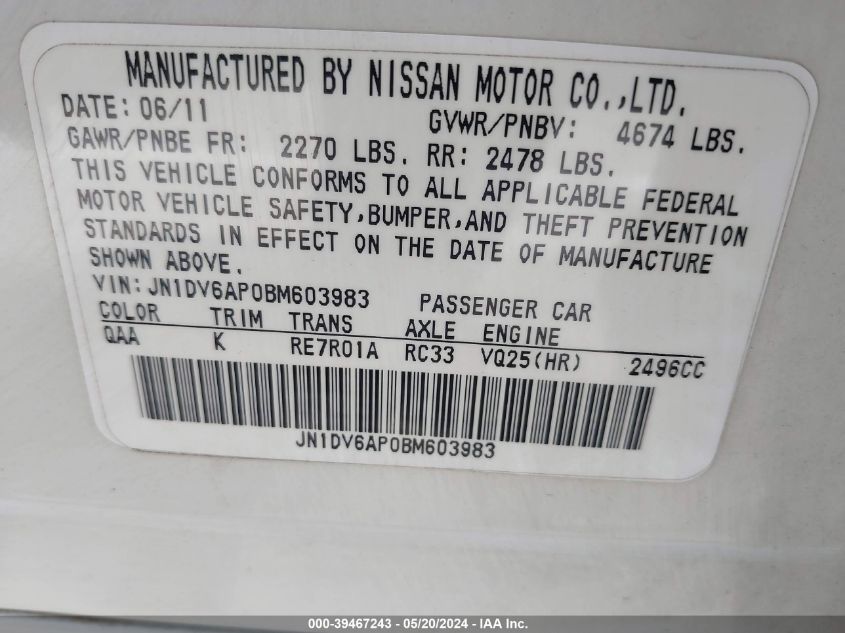 MANUFACTURED BY NISSAN MOTOR CO.,LTD.
DATE: 06/11 GVWR/PNBV: 4674 LBS.
GAWR/PNBE FR: 2270 LBS. RR: 2478 LBS.
THIS VEHICLE CONFORMS TO ALL APPLICABLE FEDERAL
MOTOR VEHICLE SAFETY,BUMPER,AND THEFT PREVENTION
STANDARDS IN EFFECT ON THE DATE OF MANUFACTURE
SHOWN ABOVE.
VIN:JN1DV6AP0BM603983 PASSENGER CAR
COLOR TRIM TRANS AXLE ENGINE
QAA K RE7R01A RC33 VQ25(HR) 2496CC
JN1DV6AP0BM603983
000-39467243 - 05/20/2024 - IAA Inc.